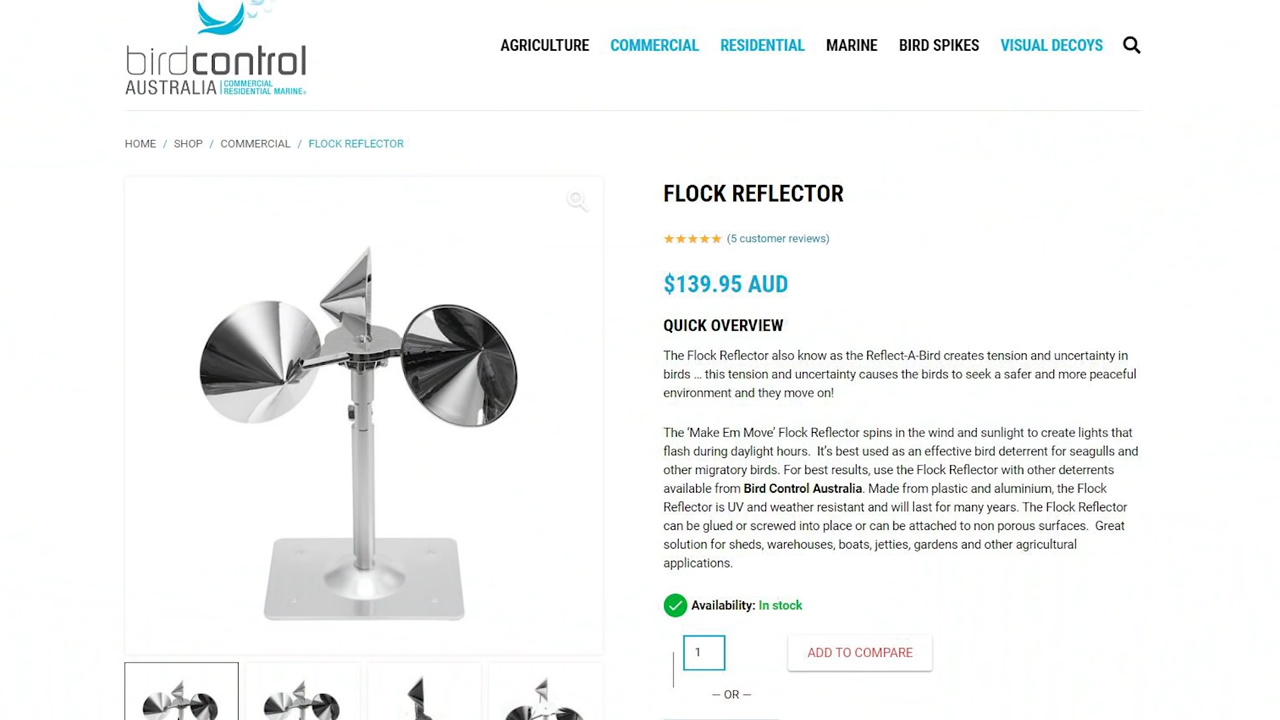 birdcontrol
AUSTRALIA COMMERCIAL
RESIDENTIAL MARINE
AGRICULTURE COMMERCIAL RESIDENTIAL MARINE BIRD SPIKES VISUAL DECOYS
HOME / SHOP / COMMERCIAL / FLOCK REFLECTOR
FLOCK REFLECTOR
(5 customer reviews)
$139.95 AUD
QUICK OVERVIEW
The Flock Reflector also know as the Reflect-A-Bird creates tension and uncertainty in
birds ... this tension and uncertainty causes the birds to seek a safer and more peaceful
environment and they move on!
The ‘Make Em Move’ Flock Reflector spins in the wind and sunlight to create lights that
flash during daylight hours. It’s best used as an effective bird deterrent for seagulls and
other migratory birds. For best results, use the Flock Reflector with other deterrents
available from Bird Control Australia. Made from plastic and aluminium, the Flock
Reflector is UV and weather resistant and will last for many years. The Flock Reflector
can be glued or screwed into place or can be attached to non porous surfaces. Great
solution for sheds, warehouses, boats, jetties, gardens and other agricultural
applications.
Availability: In stock
1
ADD TO COMPARE
— OR —